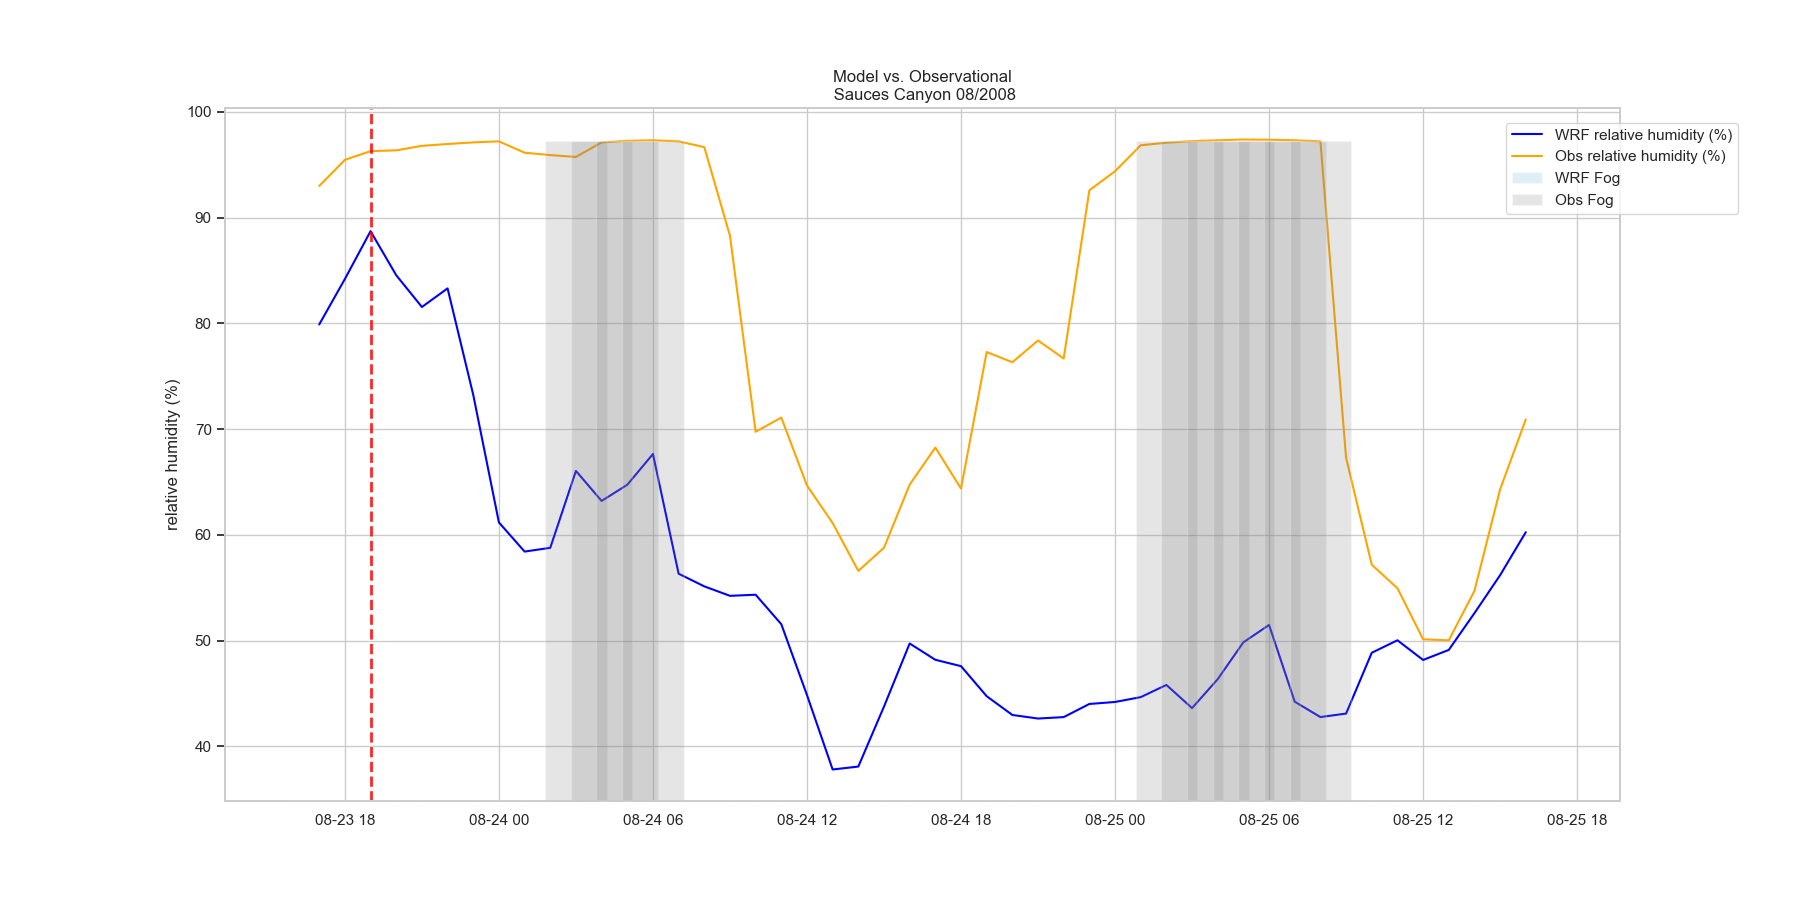 Model vs. Observational
Sauces Canyon 08/2008
100
90
80
70
60
50
40
relative humidity (%)
WRF relative humidity (%)
Obs relative humidity (%)
WRF Fog
Obs Fog
08-23 18
08-24 00
08-24 06
08-24 12
08-24 18
08-25 00
08-25 06
08-25 12
08-25 18